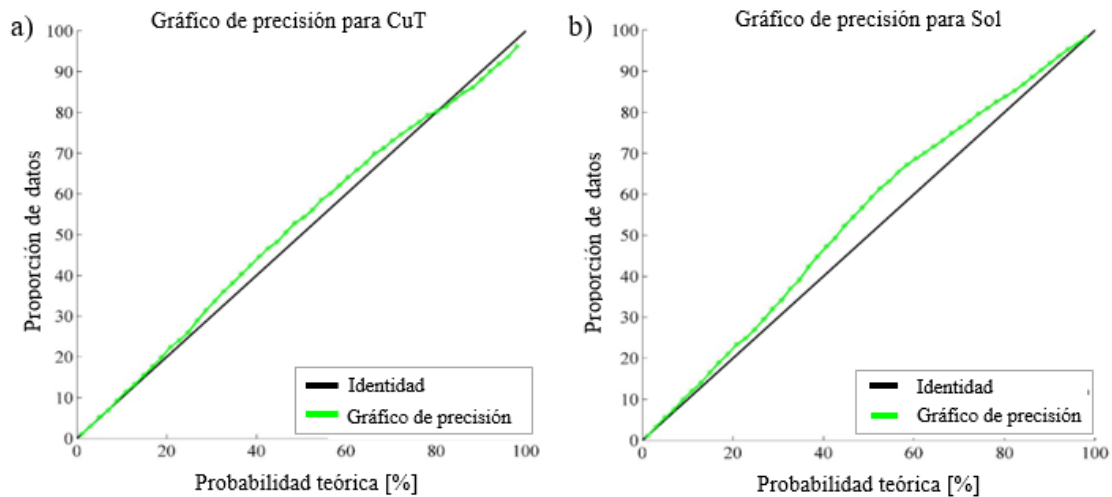 a)
Gráfico de precisión para CuT
100
90
80
70
60
50
40
30
20
10
0
Proporción de datos
0 20 40 60 80 100
Probabilidad teórica [%]
Identidad
Gráfico de precisión
b)
Gráfico de precisión para Sol
100
90
80
70
60
50
40
30
20
10
0
Proporción de datos
0 20 40 60 80 100
Probabilidad teórica [%]
Identidad
Gráfico de precisión